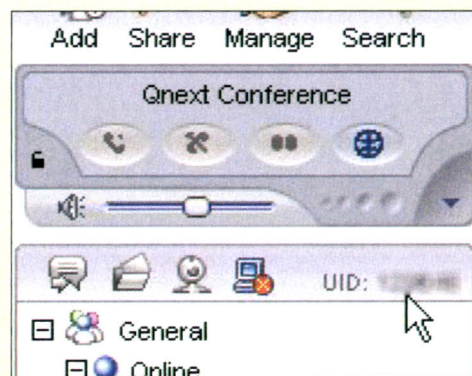 Add Share Manage Search
Qnext Conference
UID:
General
Online